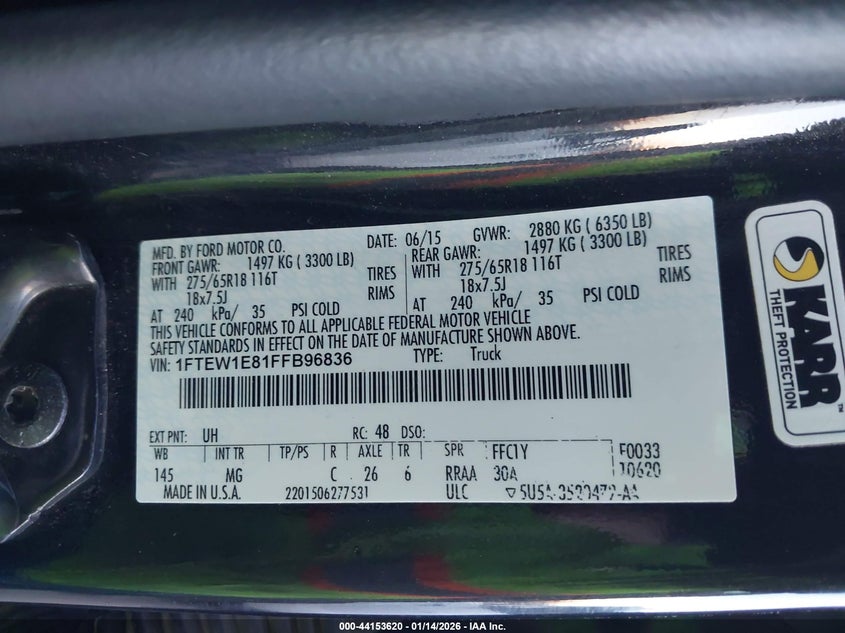 MFD. BY FORD MOTOR CO. DATE: 06/15 GVWR: 2880 KG ( 6350 LB)
FRONT GAWR: 1497 KG ( 3300 LB) REAR GAWR: 1497 KG ( 3300 LB)
WITH 275/65R18 116T TIRES WITH 275/65R18 116T TIRES
18x7.5J RIMS 18x7.5J RIMS
AT 240 kPa/ 35 PSI COLD AT 240 kPa/ 35 PSI COLD
THIS VEHICLE CONFORMS TO ALL APPLICABLE FEDERAL MOTOR VEHICLE
SAFETY STANDARDS IN EFFECT ON THE DATE OF MANUFACTURE SHOWN ABOVE.
VIN: 1FTEW1E81FFB96836 TYPE: Truck
EXT PNT: UH RC: 48 DSO:
WB INT TR TP/PS R AXLE TR SPR FFC1Y F0033
145 MG C 26 6 RRAA 30A 10620
MADE IN U.S.A. 2201506277531 ULC
KARR™
THEFT PROTECTION
000-44153620 - 01/14/2026 - IAA Inc.